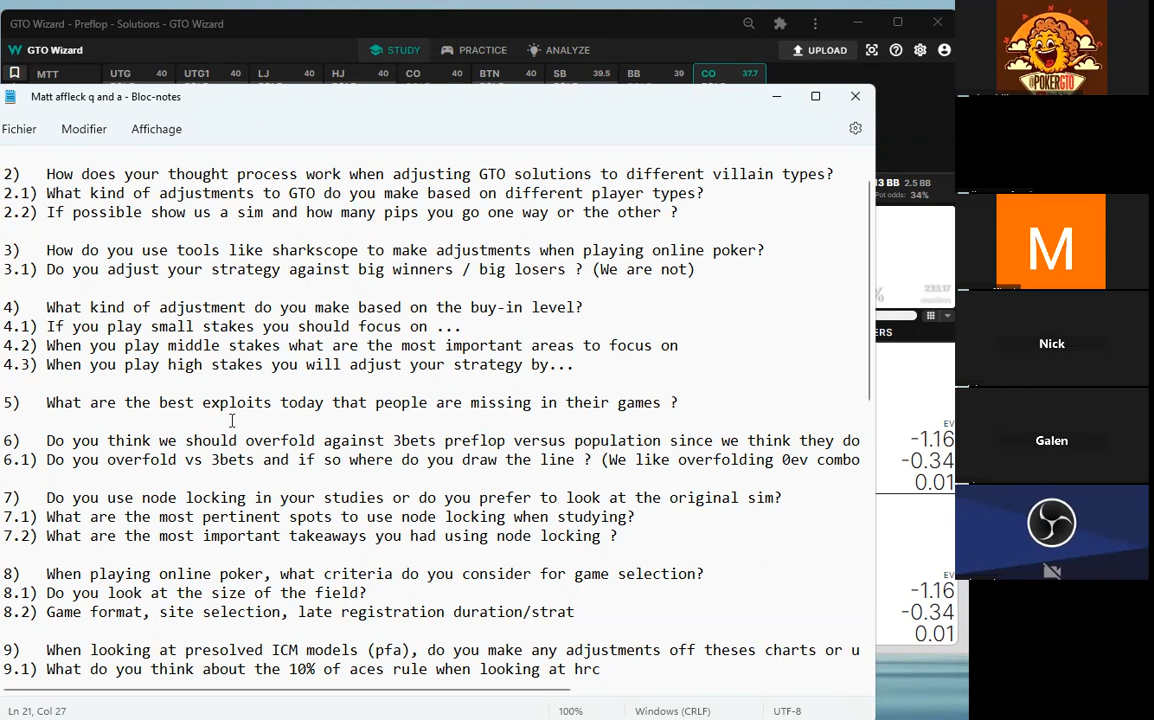 GTO Wizard - Preflop - Solutions - GTO Wizard
GTO Wizard
STUDY
PRACTICE
ANALYZE
UPLOAD
MTT
UTG 40
UTG1 40
LJ 40
HJ 40
CO 40
BTN 40
SB 39.5
BB 39
CO 37.7
Matt affleck q and a - Bloc-notes
Fichier Modifier Affichage
2) How does your thought process work when adjusting GTO solutions to different villain types?
2.1) What kind of adjustments to GTO do you make based on different player types?
2.2) If possible show us a sim and how many pips you go one way or the other ?
3) How do you use tools like sharkscope to make adjustments when playing online poker?
3.1) Do you adjust your strategy against big winners / big losers ? (We are not)
4) What kind of adjustment do you make based on the buy-in level?
4.1) If you play small stakes you should focus on ...
4.2) When you play middle stakes what are the most important areas to focus on
4.3) When you play high stakes you will adjust your strategy by...
5) What are the best exploits today that people are missing in their games ?
6) Do you think we should overfold against 3bets preflop versus population since we think they do
6.1) Do you overfold vs 3bets and if so where do you draw the line ? (We like overfolding 0ev combo
7) Do you use node locking in your studies or do you prefer to look at the original sim?
7.1) What are the most pertinent spots to use node locking when studying?
7.2) What are the most important takeaways you had using node locking ?
8) When playing online poker, what criteria do you consider for game selection?
8.1) Do you look at the size of the field?
8.2) Game format, site selection, late registration duration/strat
9) When looking at presolved ICM models (pfa), do you make any adjustments off theses charts or u
9.1) What do you think about the 10% of aces rule when looking at hrc
Ln 21, Col 27
100%
Windows (CRLF)
UTF-8
BB 2.5 BB
Pot odds: 34%
233.17
%
ERS
EV
-1.16
-0.34
0.01
EV
-1.16
-0.34
0.01
@POKERGTO
M
Nick
Galen